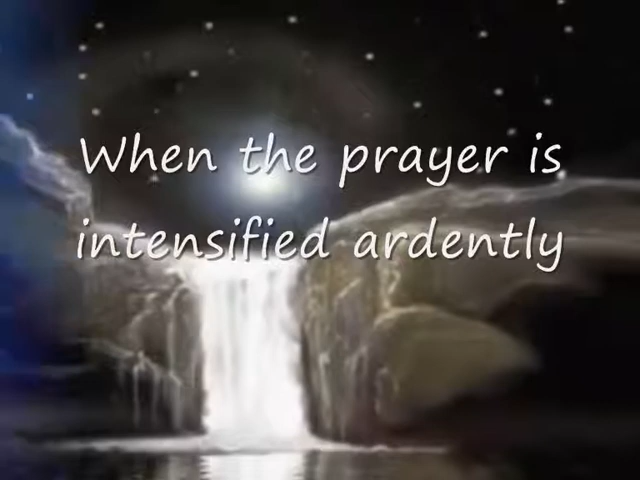 When the prayer is
intensified ardently